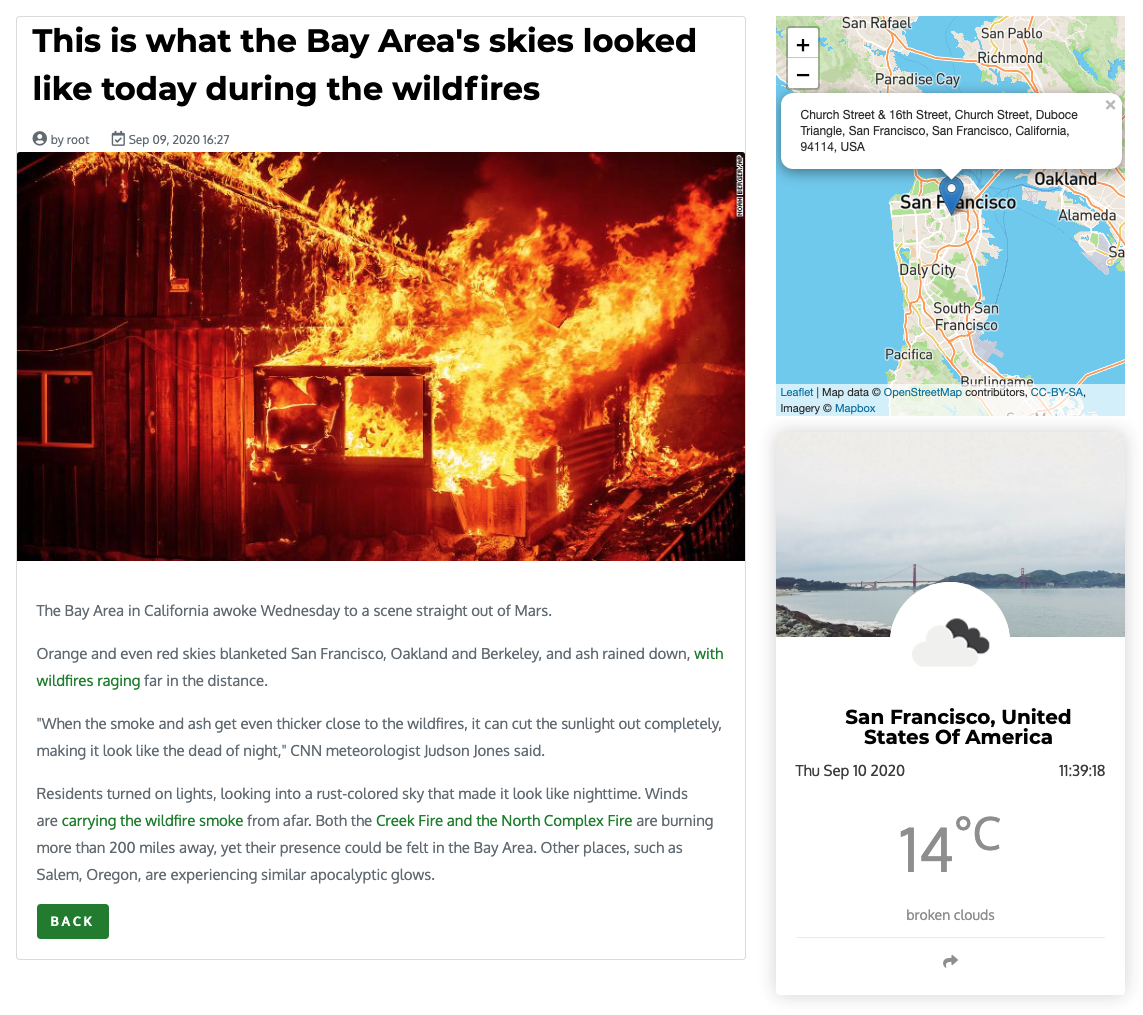 This is what the Bay Area's skies looked
like today during the wildfires
by root Sep 09, 2020 16:27
NOAH BERGER/AP
The Bay Area in California awoke Wednesday to a scene straight out of Mars.
Orange and even red skies blanketed San Francisco, Oakland and Berkeley, and ash rained down, with
wildfires raging far in the distance.
"When the smoke and ash get even thicker close to the wildfires, it can cut the sunlight out completely,
making it look like the dead of night," CNN meteorologist Judson Jones said.
Residents turned on lights, looking into a rust-colored sky that made it look like nighttime. Winds
are carrying the wildfire smoke from afar. Both the Creek Fire and the North Complex Fire are burning
more than 200 miles away, yet their presence could be felt in the Bay Area. Other places, such as
Salem, Oregon, are experiencing similar apocalyptic glows.
BACK
San Rafael
San Pablo
Richmond
Paradise Cay
+
−
×
Church Street & 16th Street, Church Street, Duboce
Triangle, San Francisco, San Francisco, California,
94114, USA
Oakland
San Francisco
Alameda
Sa
Daly City
South San
Francisco
Pacifica
Burlingame
Leaflet | Map data © OpenStreetMap contributors, CC-BY-SA,
Imagery © Mapbox
San Francisco, United
States Of America
Thu Sep 10 2020 11:39:18
14°C
broken clouds